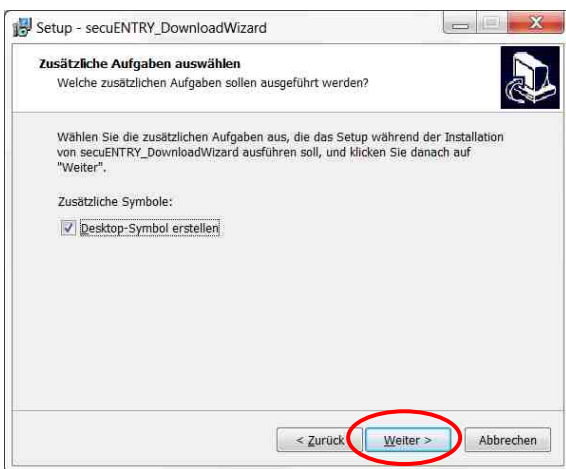 Setup - secuENTRY_DownloadWizard
Zusätzliche Aufgaben auswählen
Welche zusätzlichen Aufgaben sollen ausgeführt werden?
Wählen Sie die zusätzlichen Aufgaben aus, die das Setup während der Installation
von secuENTRY_DownloadWizard ausführen soll, und klicken Sie danach auf
"Weiter".
Zusätzliche Symbole:
Desktop-Symbol erstellen
< Zurück Weiter > Abbrechen